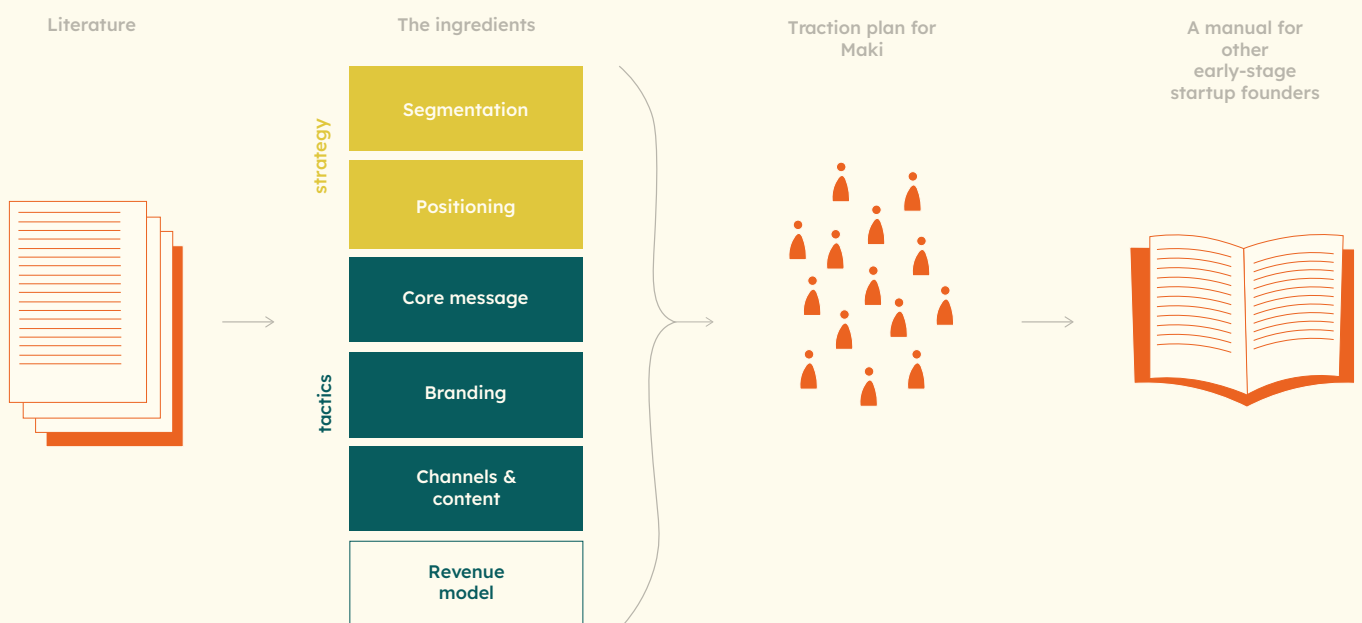 Literature
The ingredients
Traction plan for
Maki
A manual for
other
early-stage
startup founders
strategy
Segmentation
Positioning
tactics
Core message
Branding
Channels &
content
Revenue
model